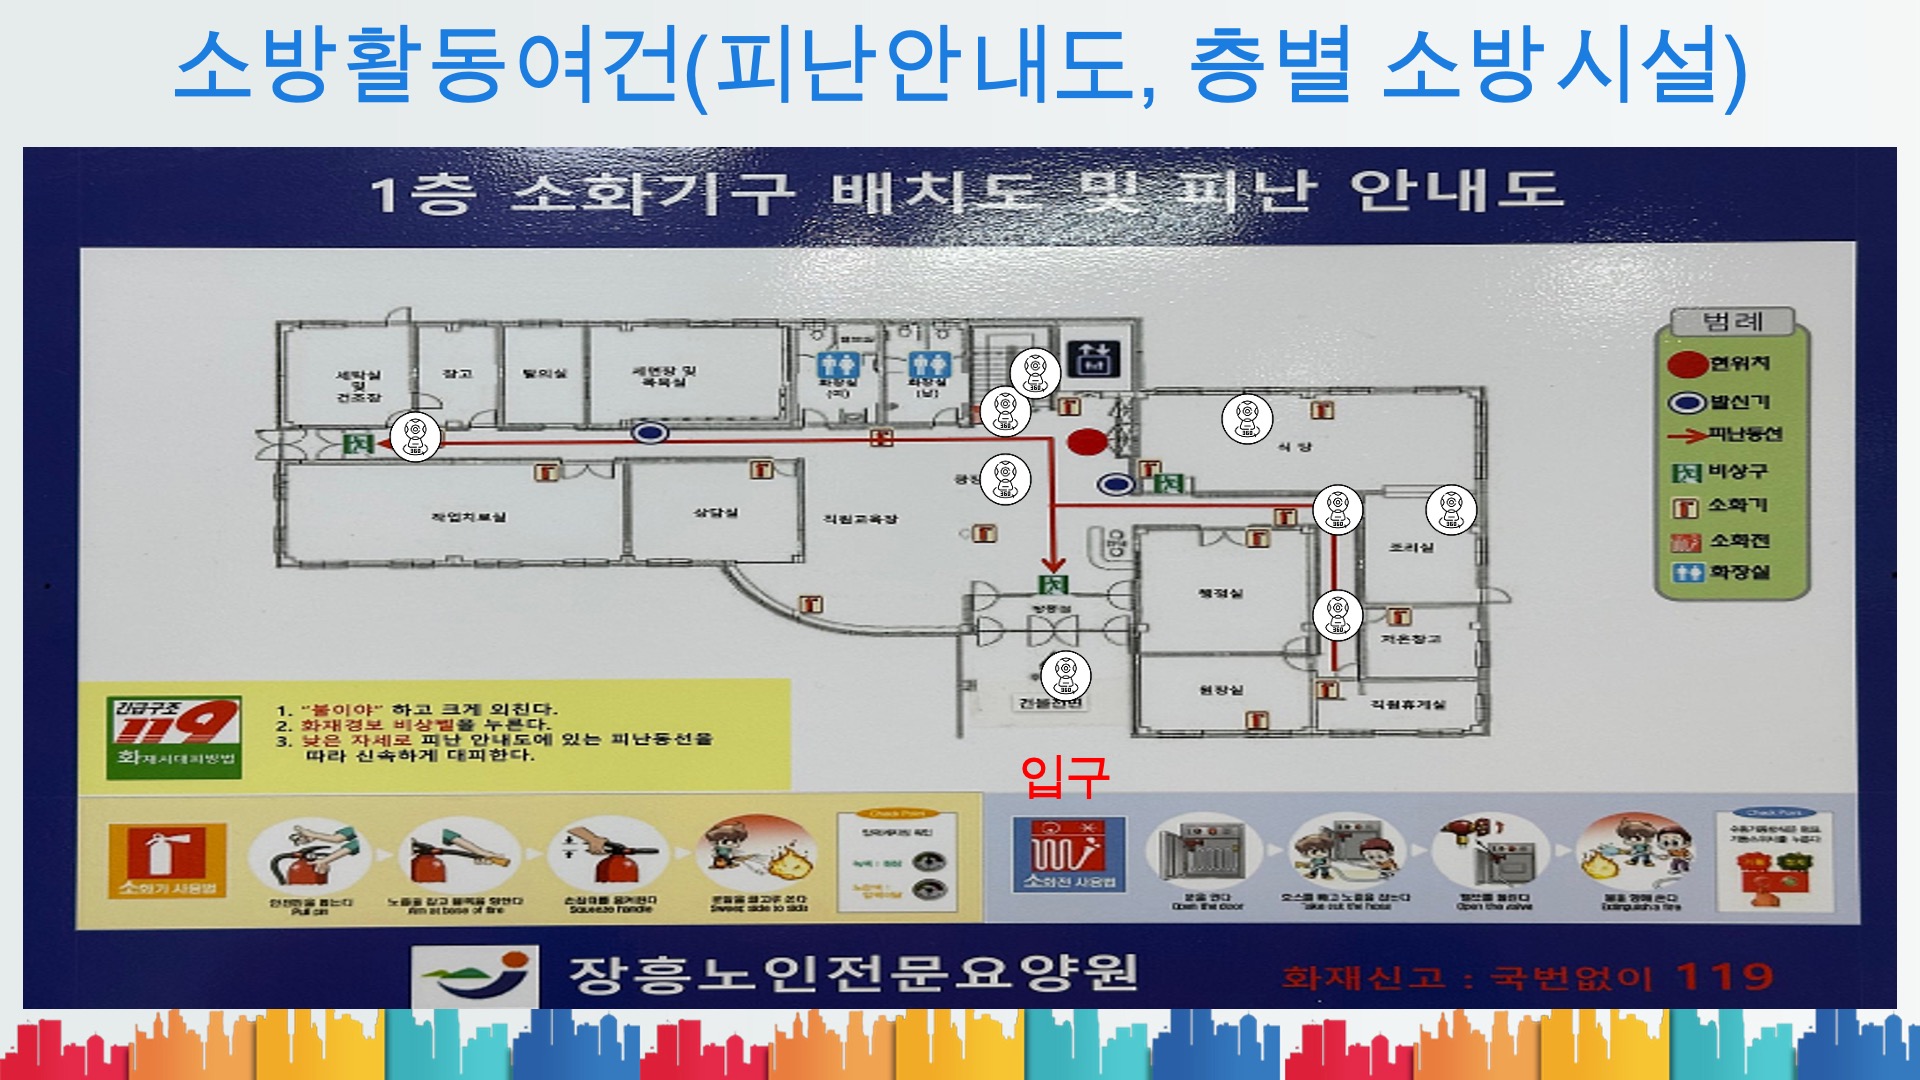 소방활동여건(피난안내도, 층별 소방시설)
1층 소화기구 배치도 및 피난 안내도
범례
현위치
발신기
피난동선
비상구
소화기
소화전
화장실
세탁실
및
건조장
창고
탈의실
세면장 및
목욕실
화장실
(여)
화장실
(남)
식 당
작업치료실
상담실
직원교육장
조리실
행정실
방풍실
저온창고
원장실
직원휴게실
건물전면
입구
긴급구조
119
화재시대피방법
1. "불이야" 하고 크게 외친다.
2. 화재경보 비상벨을 누른다.
3. 낮은 자세로 피난 안내도에 있는 피난동선을
따라 신속하게 대피한다.
소화기 사용법
안전핀을 뽑는다
Pull pin
노즐을 잡고 불쪽을 향한다
Aim at base of fire
손잡이를 움켜쥔다
Squeeze handle
분말을 골고루 쏜다
Sweep side to side
Check Point
소화전 사용법
문을 연다
Open the door
호스를 빼고 노즐을 잡는다
Take out the hose
밸브를 돌린다
Open the valve
불을 향해 쏜다
Extinguish a fire
Check Point
장흥노인전문요양원
화재신고 : 국번없이 119